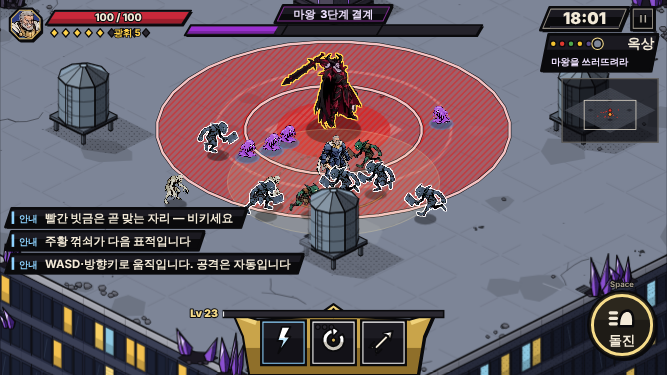 100 / 100
광휘 5
마왕 3단계 결계
18:01
옥상
마왕을 쓰러뜨려라
안내 빨간 빗금은 곧 맞는 자리 — 비키세요
안내 주황 꺾쇠가 다음 표적입니다
안내 WASD·방향키로 움직입니다. 공격은 자동입니다
Lv 23
Space
돌진